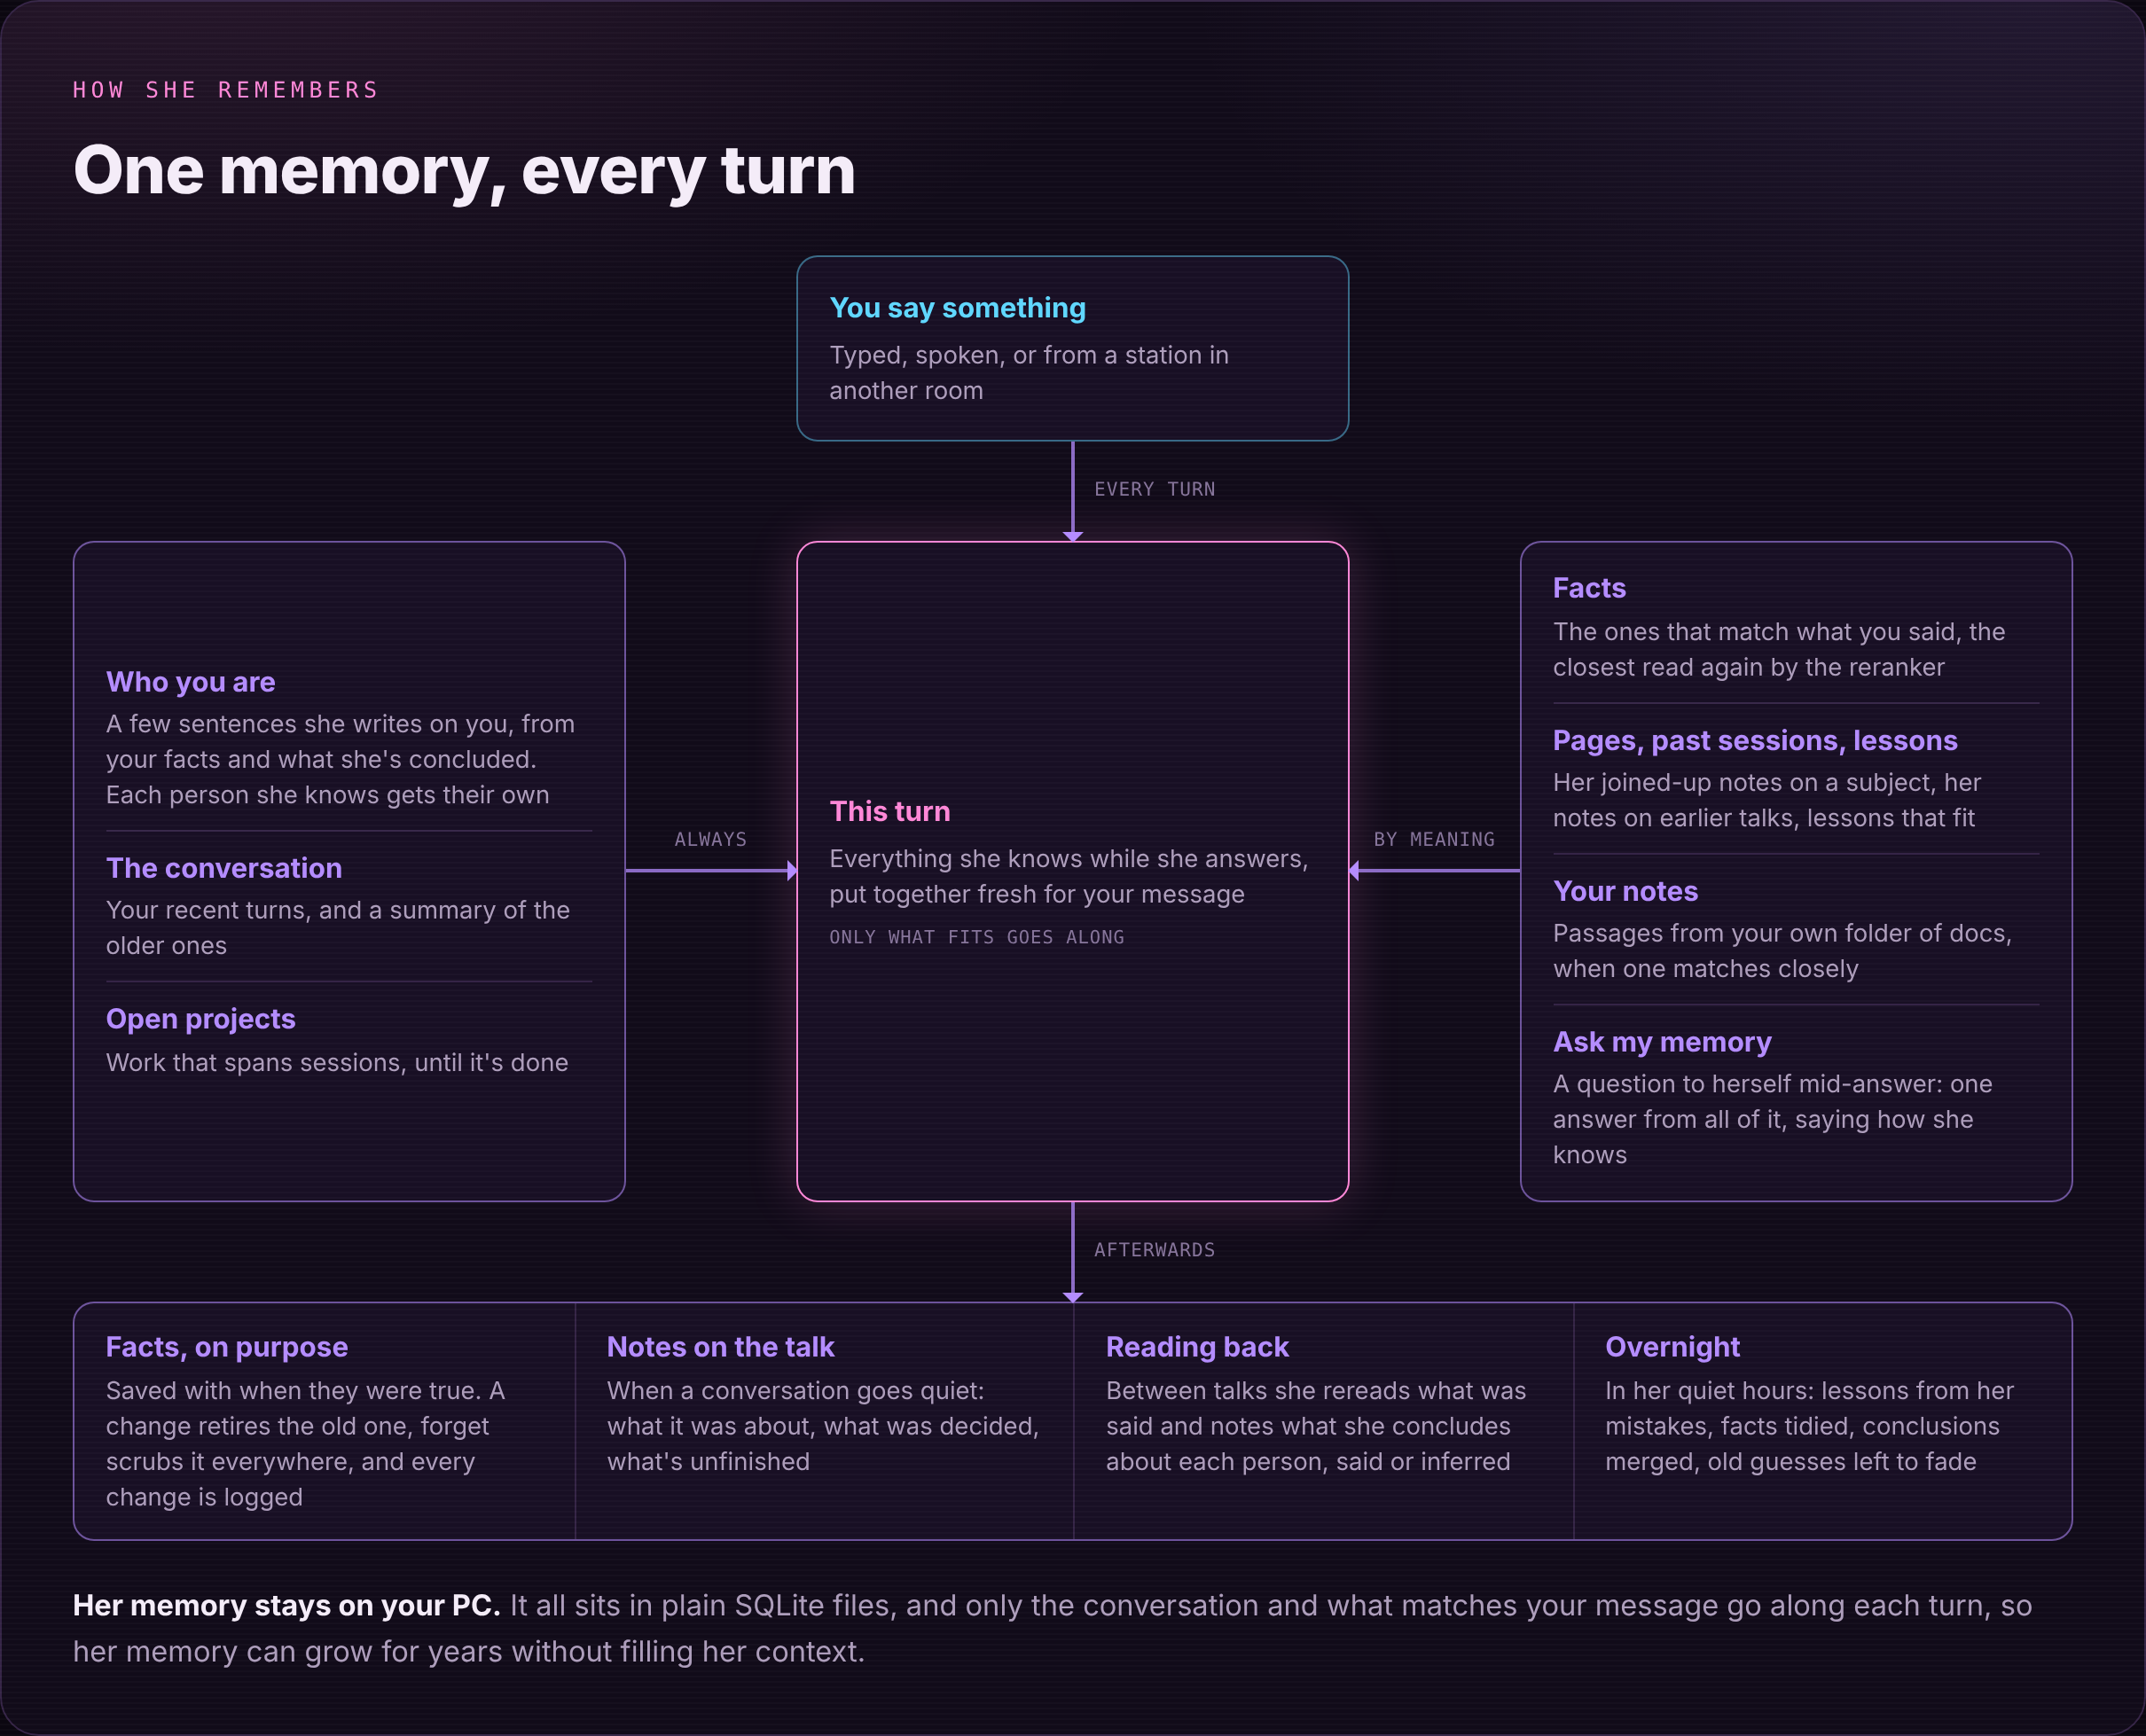 HOW SHE REMEMBERS
One memory, every turn
You say something
Typed, spoken, or from a station in
another room
EVERY TURN
Who you are
A few sentences she writes on you, from
your facts and what she's concluded.
Each person she knows gets their own
The conversation
Your recent turns, and a summary of the
older ones
Open projects
Work that spans sessions, until it's done
ALWAYS
This turn
Everything she knows while she answers,
put together fresh for your message
ONLY WHAT FITS GOES ALONG
BY MEANING
Facts
The ones that match what you said, the
closest read again by the reranker
Pages, past sessions, lessons
Her joined-up notes on a subject, her
notes on earlier talks, lessons that fit
Your notes
Passages from your own folder of docs,
when one matches closely
Ask my memory
A question to herself mid-answer: one
answer from all of it, saying how she
knows
AFTERWARDS
Facts, on purpose
Saved with when they were true. A
change retires the old one, forget
scrubs it everywhere, and every
change is logged
Notes on the talk
When a conversation goes quiet:
what it was about, what was decided,
what's unfinished
Reading back
Between talks she rereads what was
said and notes what she concludes
about each person, said or inferred
Overnight
In her quiet hours: lessons from her
mistakes, facts tidied, conclusions
merged, old guesses left to fade
Her memory stays on your PC. It all sits in plain SQLite files, and only the conversation and what matches your message go along each turn, so
her memory can grow for years without filling her context.